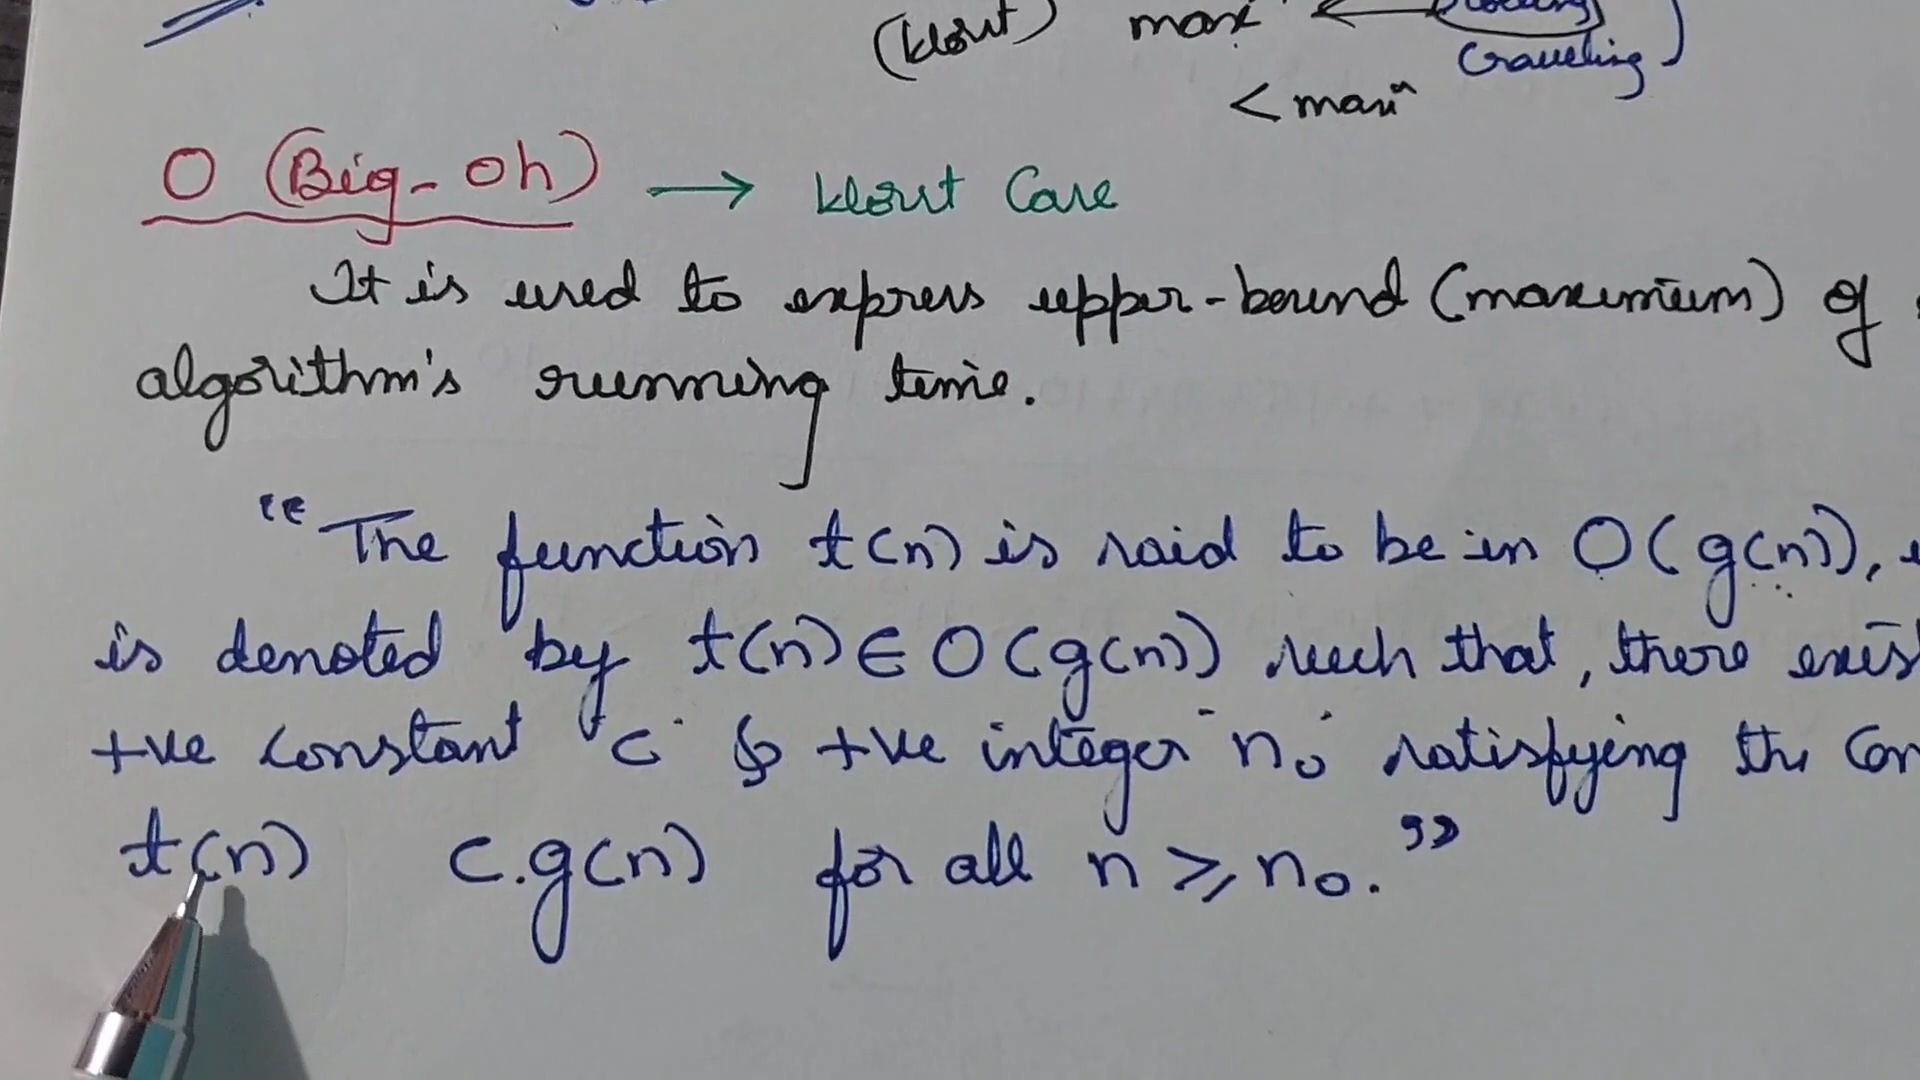 (Worst) max
traveling)
< max^n
O (Big-Oh) → Worst Case
It is used to express upper-bound (maximum) of
algorithm's running time.
"The function t(n) is said to be in O(g(n)),
is denoted by t(n) ∈ O(g(n)) such that, there exis
+ve constant 'c' & +ve integer 'n₀' satisfying the con
t(n) c.g(n) for all n ≥ n₀."